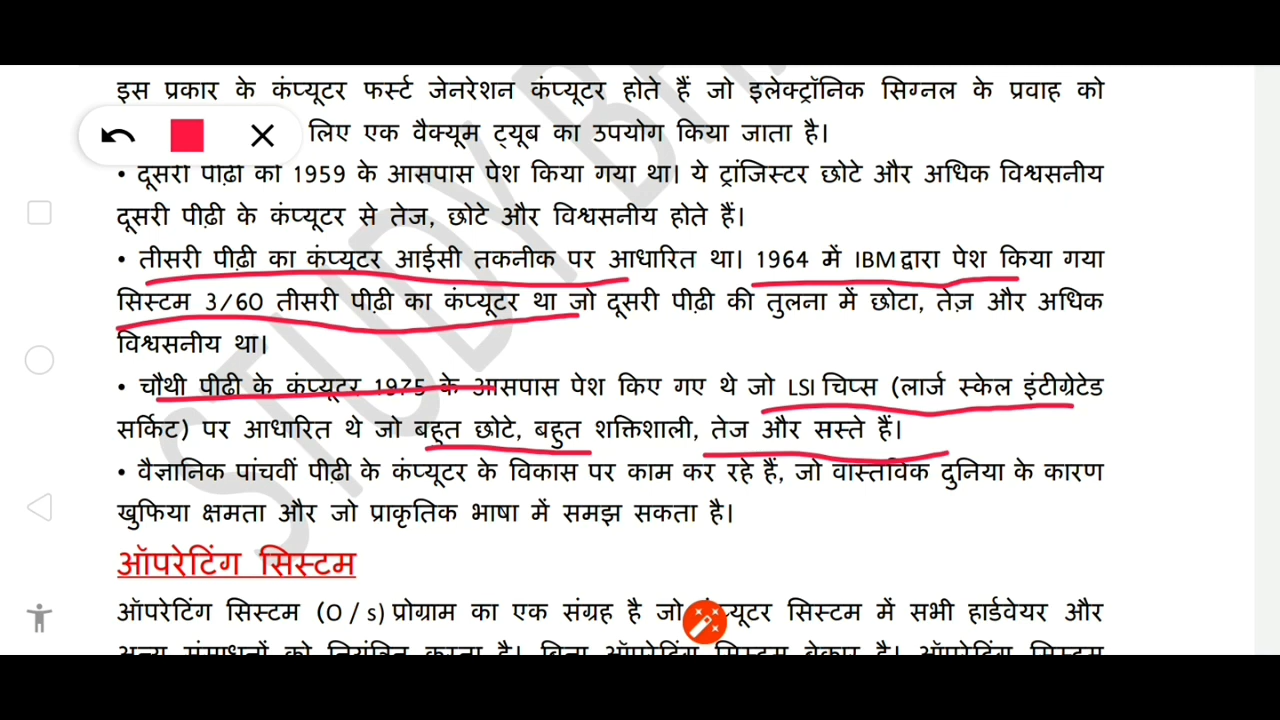 इस प्रकार के कंप्यूटर फर्स्ट जेनरेशन कंप्यूटर होते हैं जो इलेक्ट्रॉनिक सिग्नल के प्रवाह को
लिए एक वैक्यूम ट्यूब का उपयोग किया जाता है।
• दूसरी पीढ़ी को 1959 के आसपास पेश किया गया था। ये ट्रांजिस्टर छोटे और अधिक विश्वसनीय
दूसरी पीढ़ी के कंप्यूटर से तेज, छोटे और विश्वसनीय होते हैं।
• तीसरी पीढ़ी का कंप्यूटर आईसी तकनीक पर आधारित था। 1964 में IBM द्वारा पेश किया गया
सिस्टम 3/60 तीसरी पीढ़ी का कंप्यूटर था जो दूसरी पीढ़ी की तुलना में छोटा, तेज़ और अधिक
विश्वसनीय था।
• चौथी पीढ़ी के कंप्यूटर 1975 के आसपास पेश किए गए थे जो LSI चिप्स (लार्ज स्केल इंटीग्रेटेड
सर्किट) पर आधारित थे जो बहुत छोटे, बहुत शक्तिशाली, तेज और सस्ते हैं।
• वैज्ञानिक पांचवीं पीढ़ी के कंप्यूटर के विकास पर काम कर रहे हैं, जो वास्तविक दुनिया के कारण
खुफिया क्षमता और जो प्राकृतिक भाषा में समझ सकता है।
ऑपरेटिंग सिस्टम
ऑपरेटिंग सिस्टम (O / s) प्रोग्राम का एक संग्रह है जो सिस्टम में सभी हार्डवेयर और
STUDY